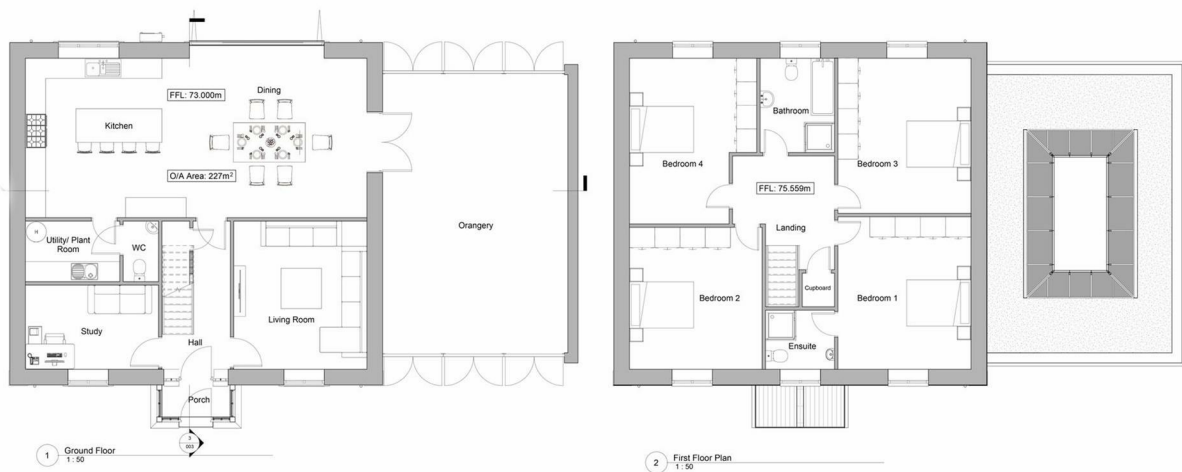 FFL: 73.000m
Dining
Kitchen
O/A Area: 227m²
Orangery
H
Utility/ Plant
Room
WC
Study
Living Room
Hall
Porch
3
003
1
Ground Floor
1 : 50
Bathroom
Bedroom 4
Bedroom 3
FFL: 75.559m
Landing
Cupboard
Bedroom 2
Bedroom 1
Ensuite
2
First Floor Plan
1 : 50